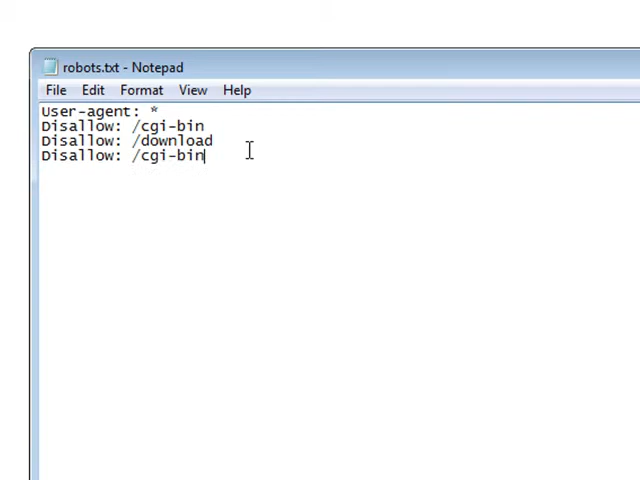 robots.txt - Notepad
File Edit Format View Help
User-agent: *
Disallow: /cgi-bin
Disallow: /download
Disallow: /cgi-bin